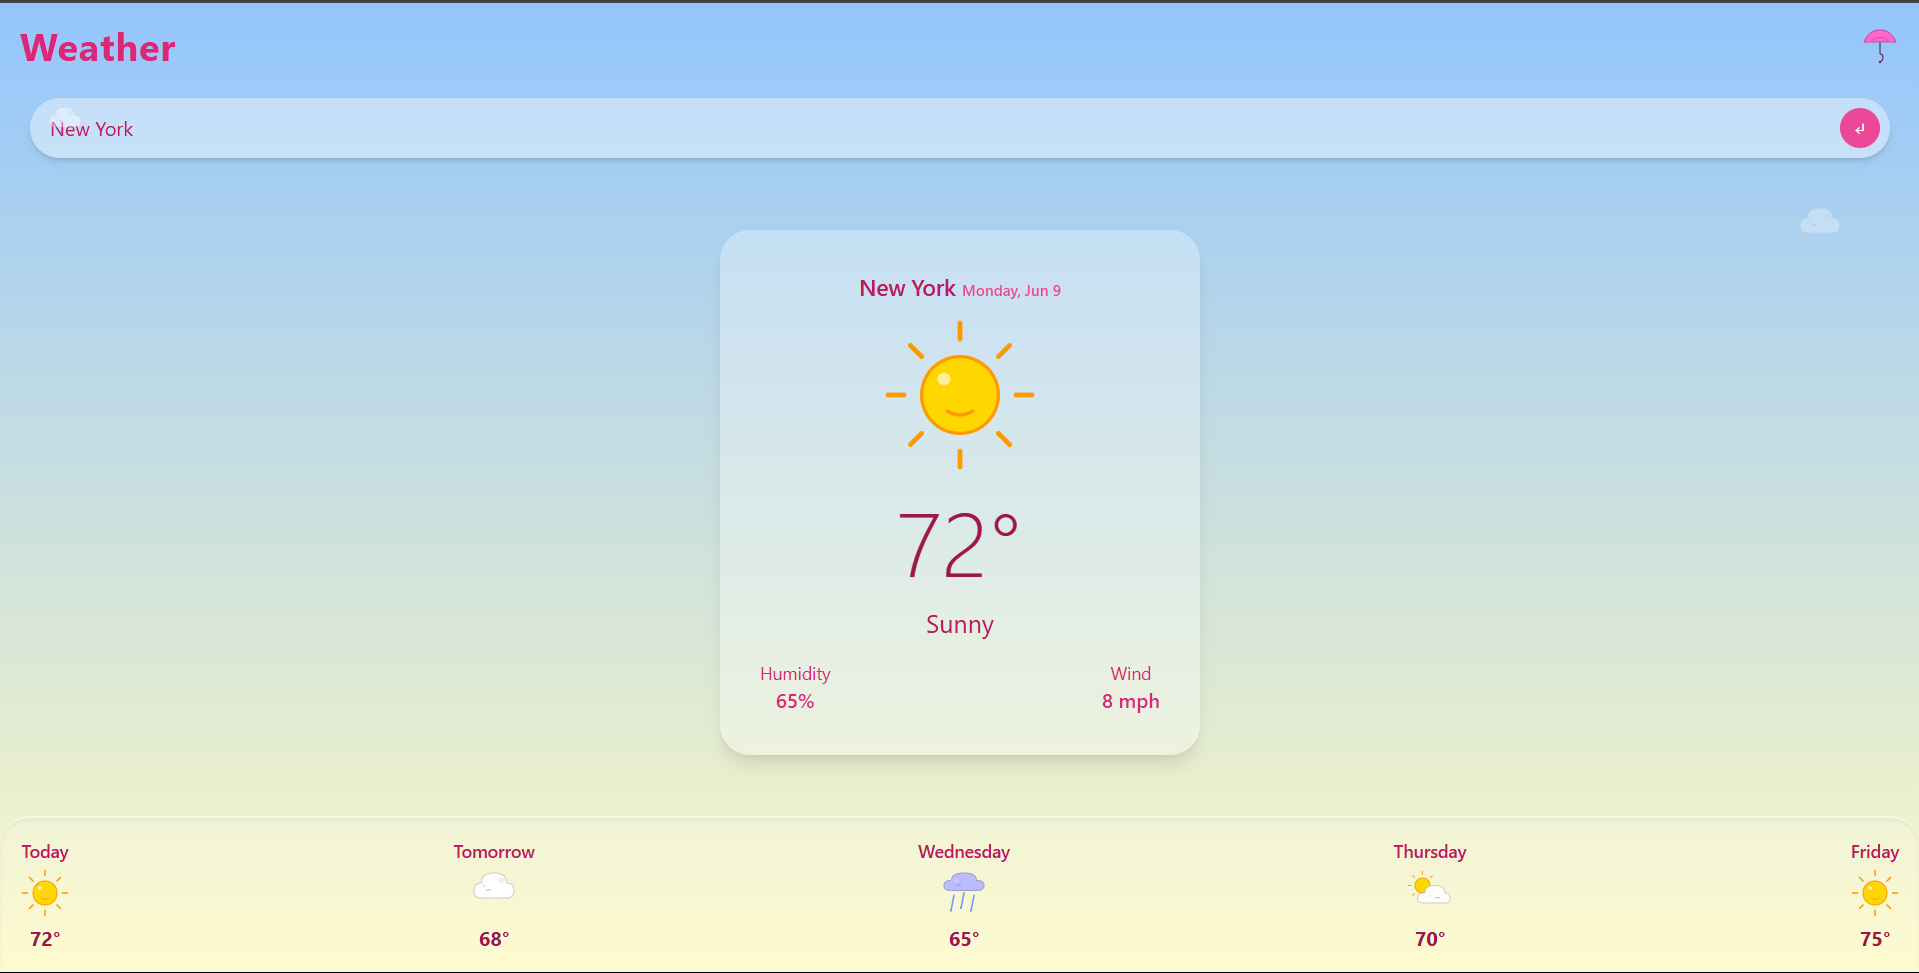 Weather
New York
New York Monday, Jun 9
72°
Sunny
Humidity Wind
65% 8 mph
Today Tomorrow Wednesday Thursday Friday
72° 68° 65° 70° 75°